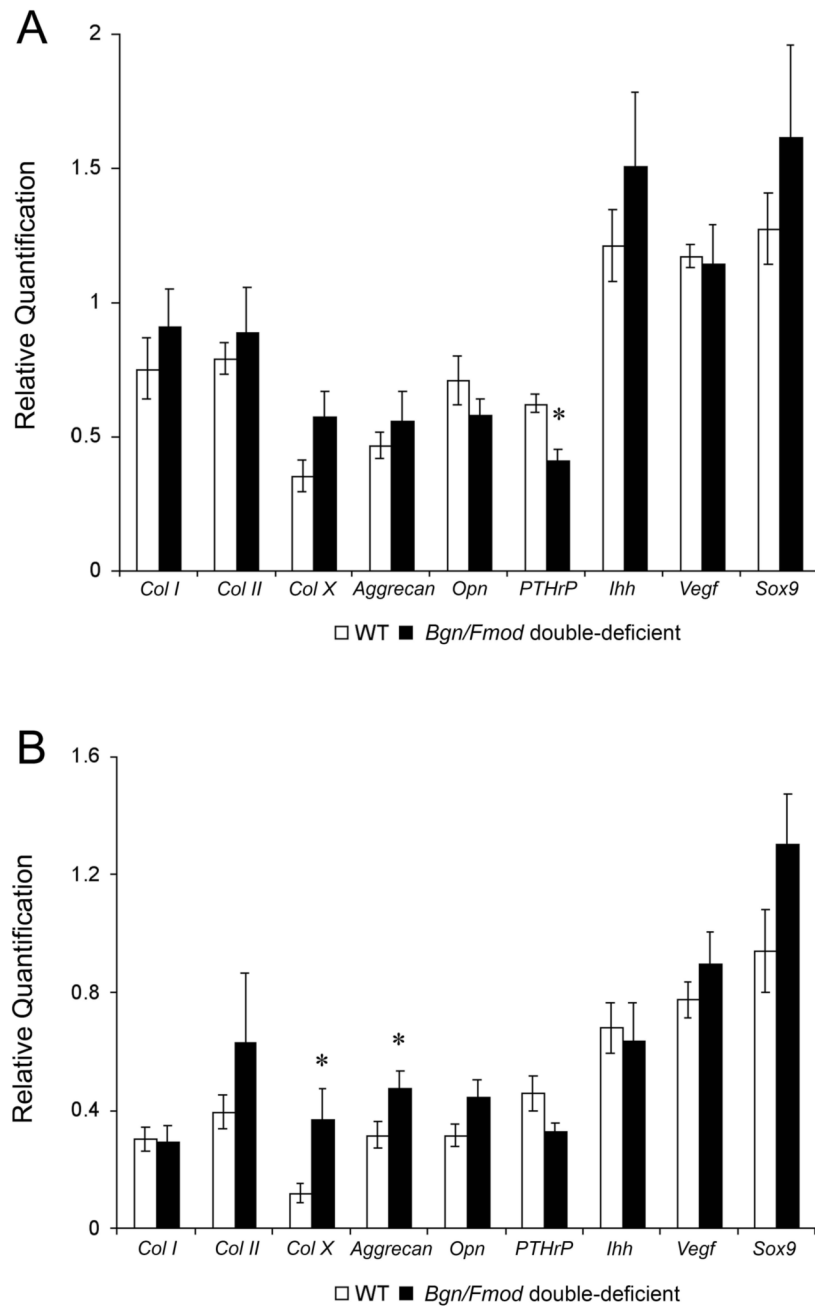 A
2
1.5
1
0.5
0
Relative Quantification
Col I Col II Col X Aggrecan Opn PTHrP Ihh Vegf Sox9
*
WT Bgn/Fmod double-deficient
B
1.6
1.2
0.8
0.4
0
Relative Quantification
* *
Col I Col II Col X Aggrecan Opn PTHrP Ihh Vegf Sox9
WT Bgn/Fmod double-deficient